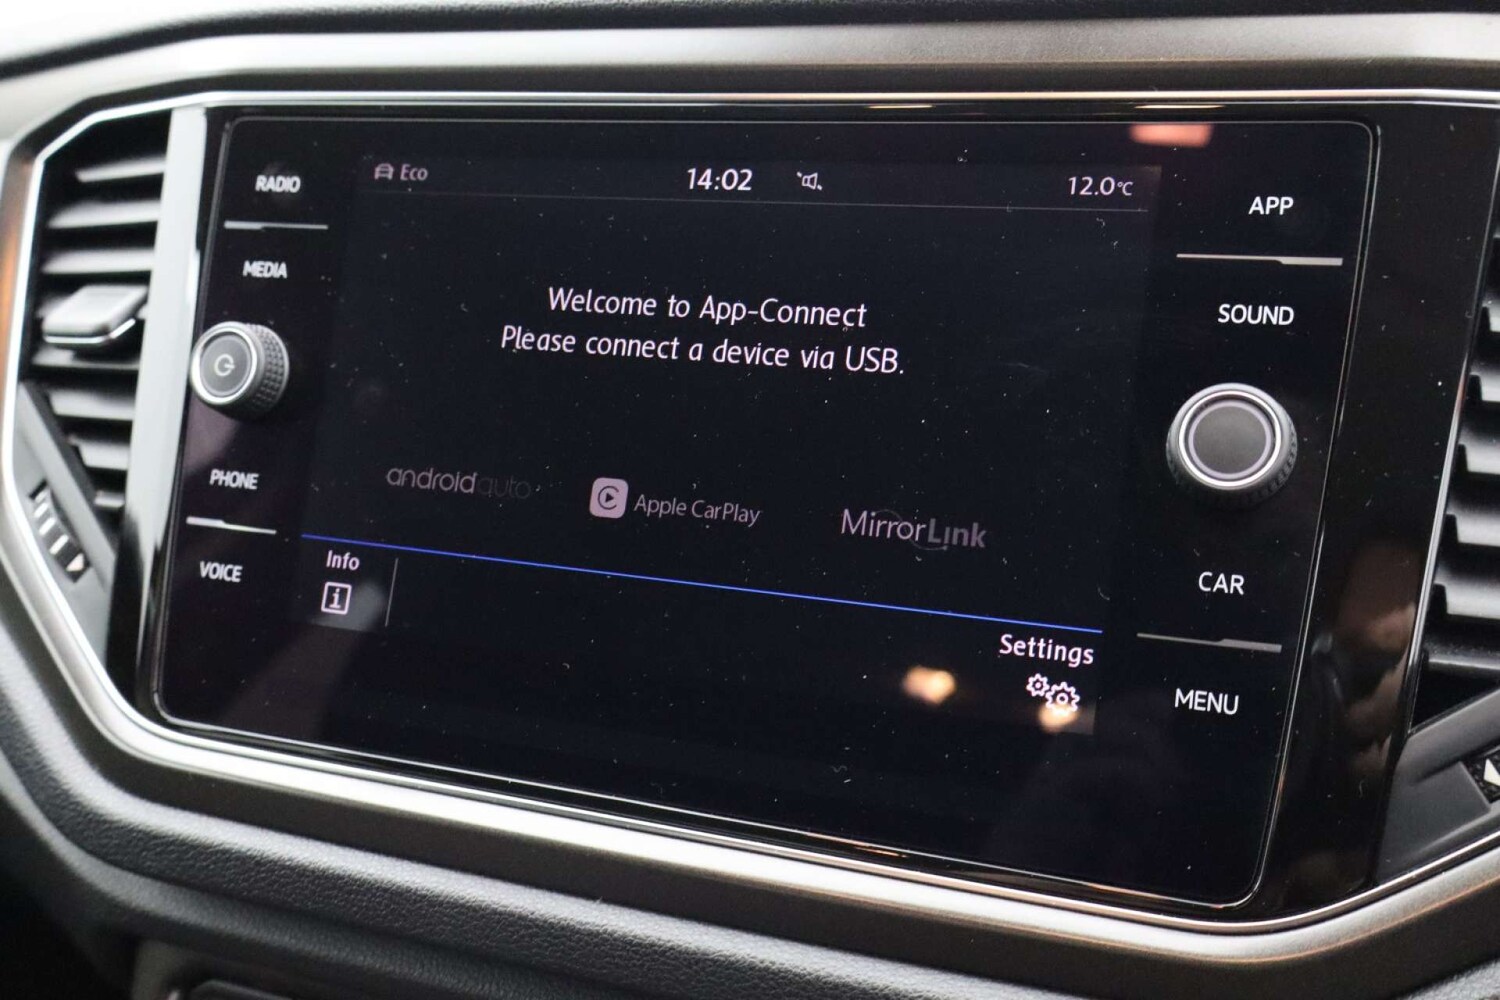 RADIO
MEDIA
PHONE
VOICE
Eco
14:02
12.0°C
Welcome to App-Connect
Please connect a device via USB.
androidauto
Apple CarPlay
MirrorLink
Info
i
Settings
APP
SOUND
CAR
MENU